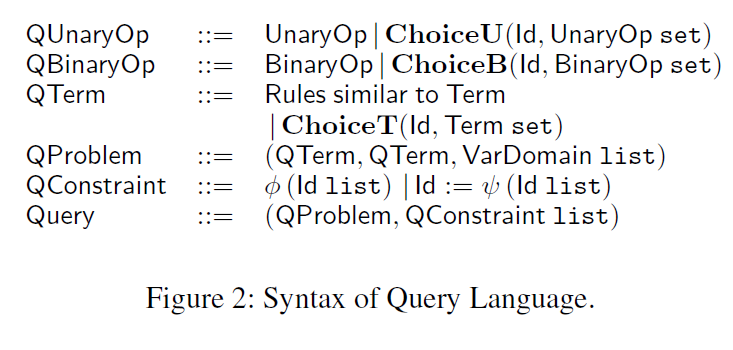 QUnaryOp ::= UnaryOp | ChoiceU(Id, UnaryOp set)
QBinaryOp ::= BinaryOp | ChoiceB(Id, BinaryOp set)
QTerm ::= Rules similar to Term
| ChoiceT(Id, Term set)
QProblem ::= (QTerm, QTerm, VarDomain list)
QConstraint ::= ϕ (Id list) | Id := ψ (Id list)
Query ::= (QProblem, QConstraint list)
Figure 2: Syntax of Query Language.